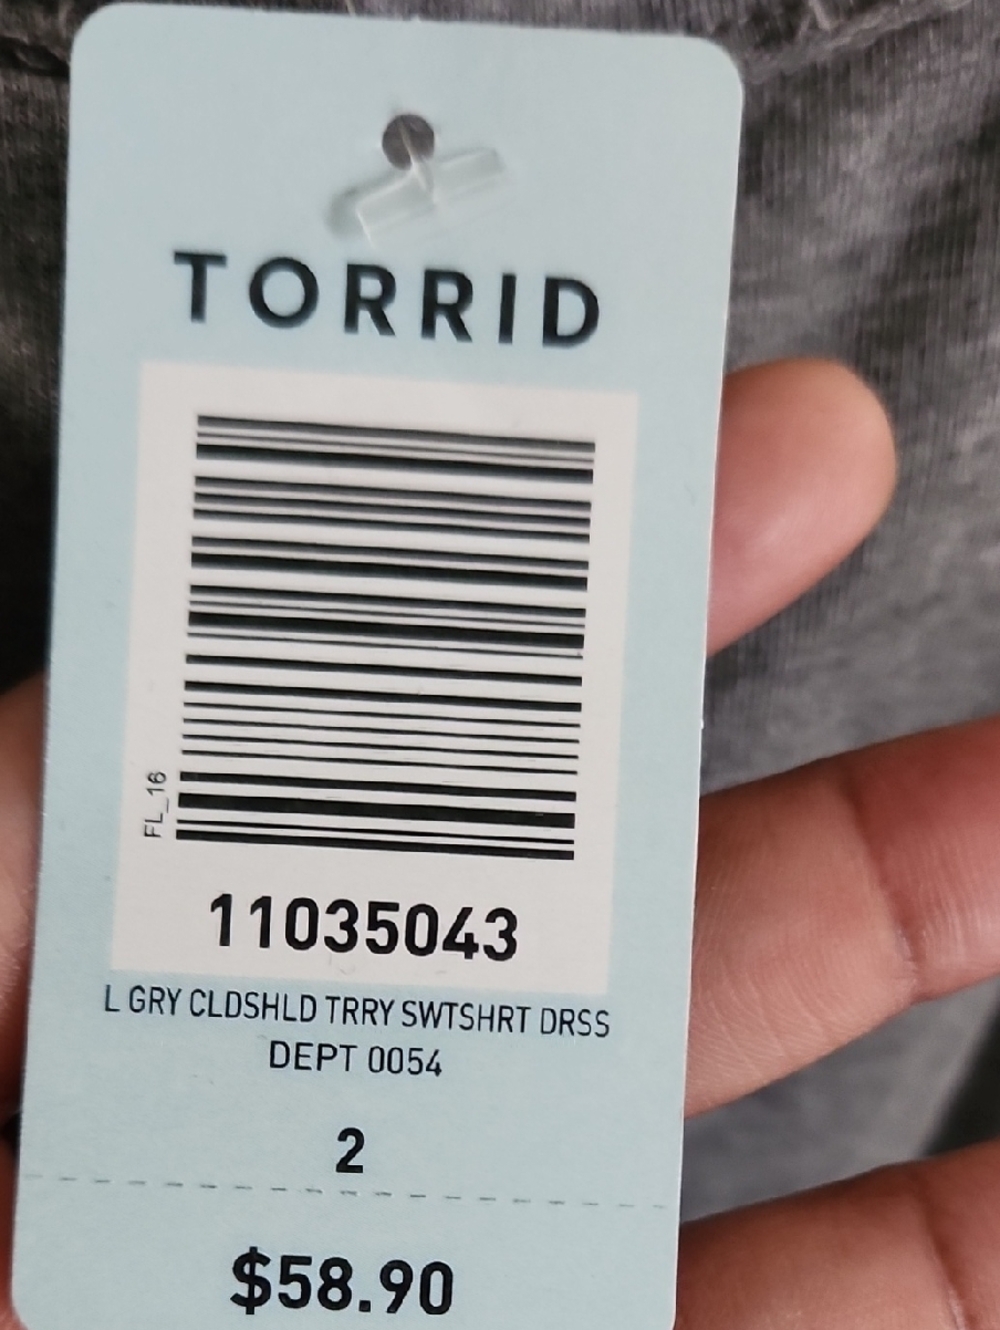 TORRID
FL_16
11035043
L GRY CLDSHLD TRRY SWTSHRT DRSS
DEPT 0054
2
$58.90